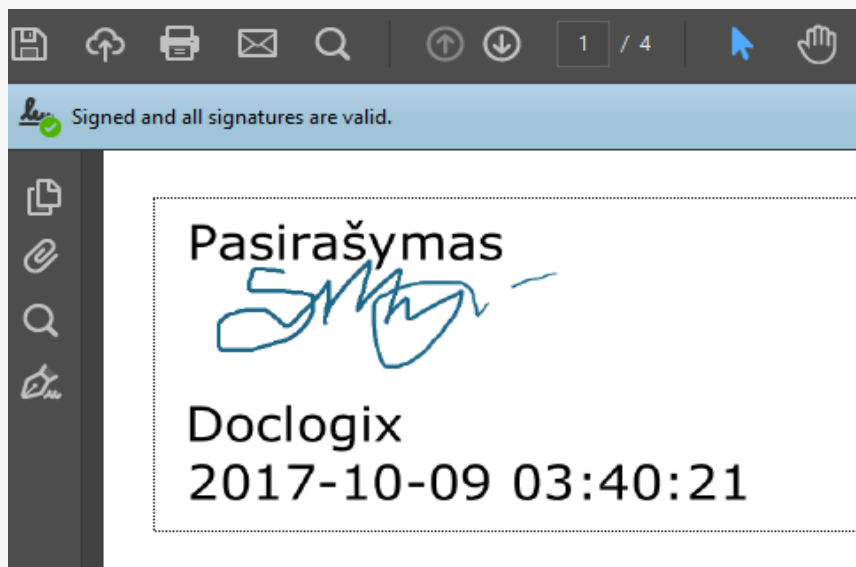 1 / 4
Signed and all signatures are valid.
Pasirašymas
Doclogix
2017-10-09 03:40:21